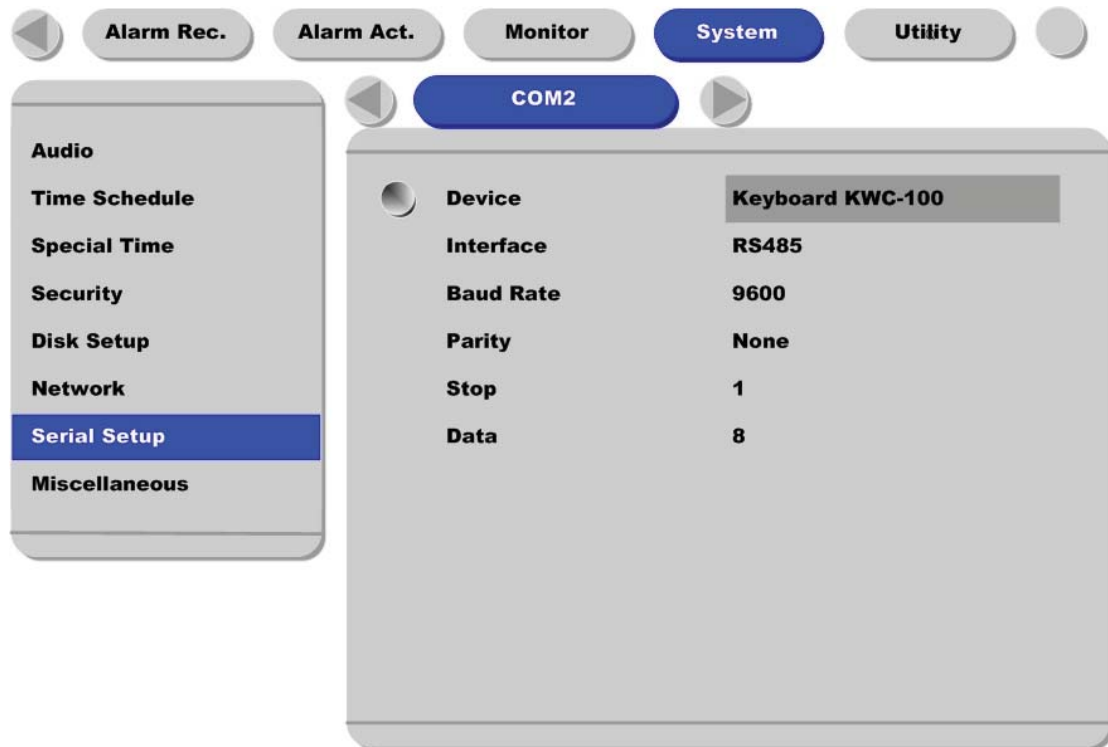 Alarm Rec. Alarm Act. Monitor System Utility
COM2
Audio
Time Schedule
Special Time
Security
Disk Setup
Network
Serial Setup
Miscellaneous
Device Keyboard KWC-100
Interface RS485
Baud Rate 9600
Parity None
Stop 1
Data 8